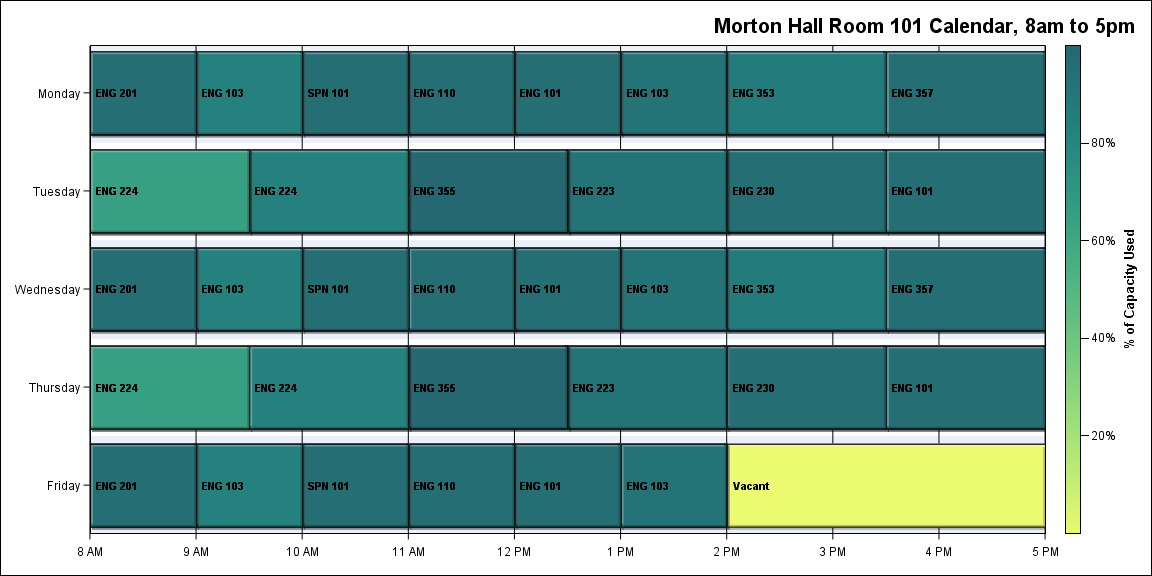 Morton Hall Room 101 Calendar, 8am to 5pm
Monday
ENG 201 ENG 103 SPN 101 ENG 110 ENG 101 ENG 103 ENG 353 ENG 357
Tuesday
ENG 224 ENG 224 ENG 355 ENG 223 ENG 230 ENG 101
Wednesday
ENG 201 ENG 103 SPN 101 ENG 110 ENG 101 ENG 103 ENG 353 ENG 357
Thursday
ENG 224 ENG 224 ENG 355 ENG 223 ENG 230 ENG 101
Friday
ENG 201 ENG 103 SPN 101 ENG 110 ENG 101 ENG 103 Vacant
8 AM 9 AM 10 AM 11 AM 12 PM 1 PM 2 PM 3 PM 4 PM 5 PM
80%
60%
40%
20%
% of Capacity Used